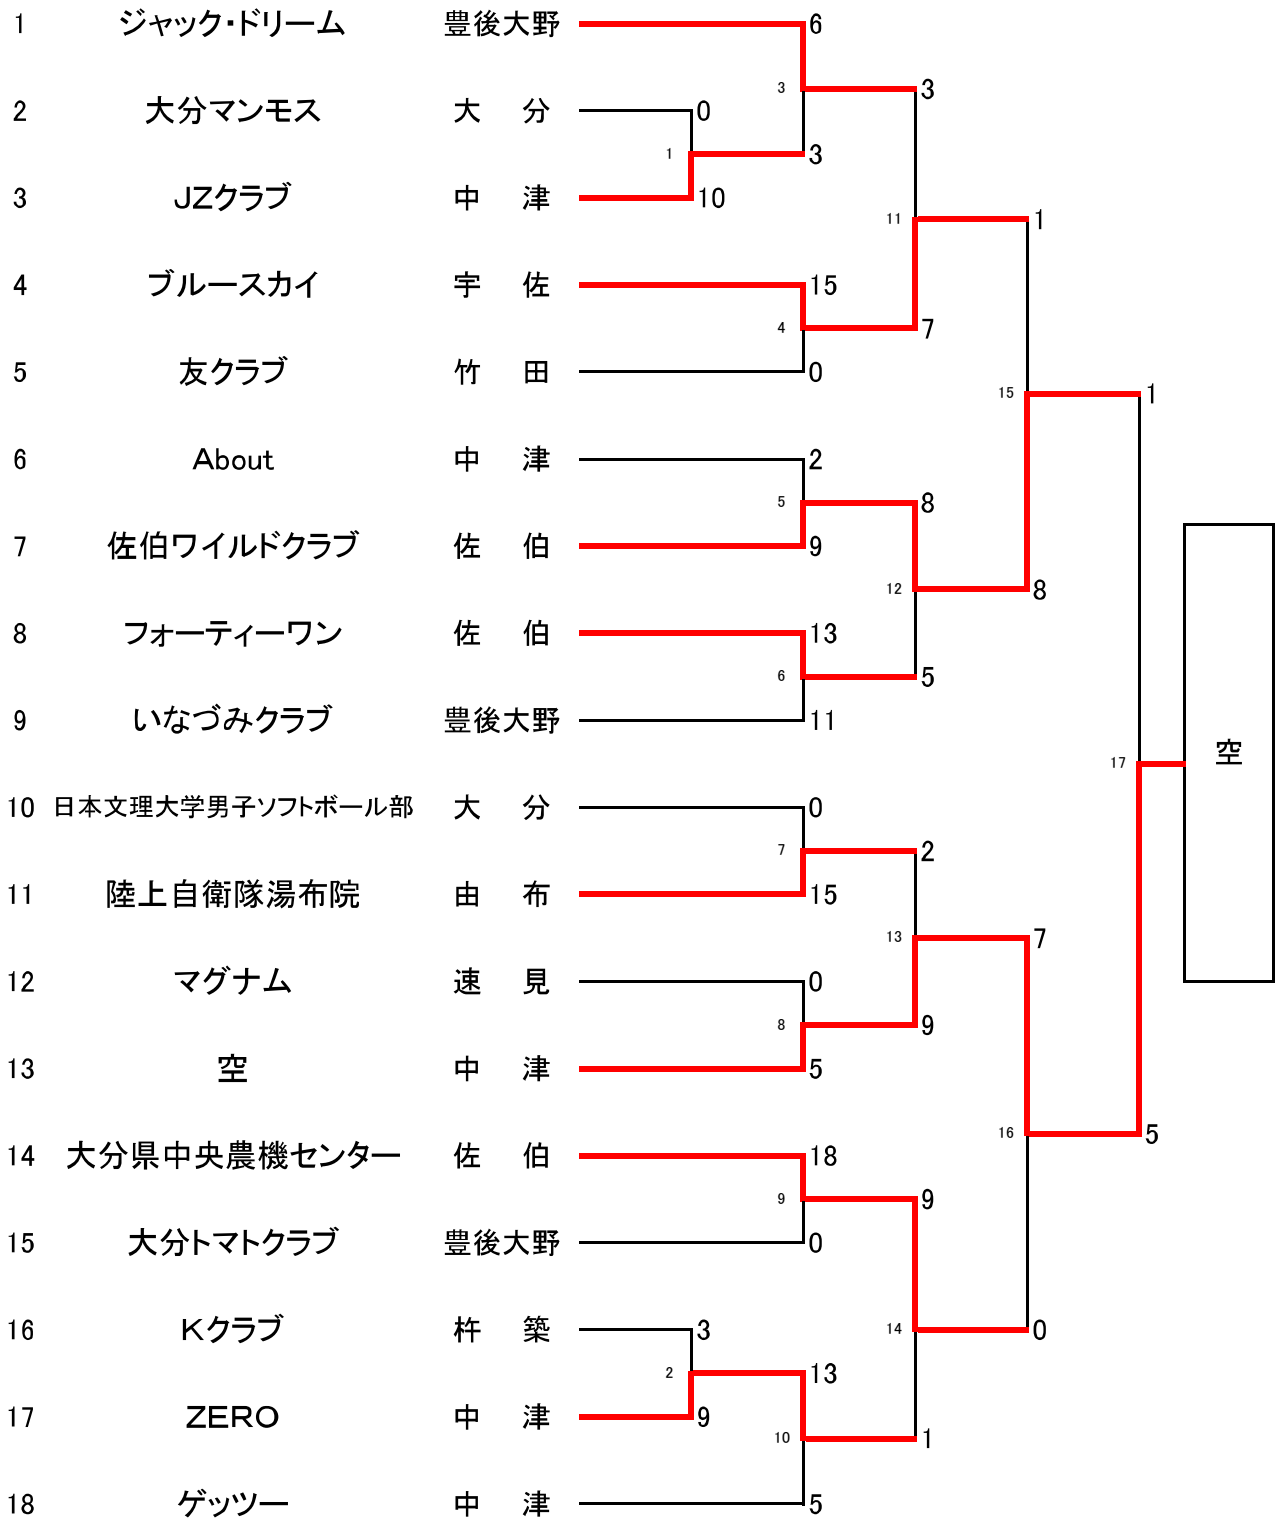 1 ジャック・ドリーム 豊後大野 6
3 3
2 大分マンモス 大 分 0
1 3
3 JZクラブ 中 津 10
11 1
4 ブルースカイ 宇 佐 15
4 7
5 友クラブ 竹 田 0
15 1
6 About 中 津 2
5 8
7 佐伯ワイルドクラブ 佐 伯 9
12 8
8 フォーティーワン 佐 伯 13
6 5
9 いなづみクラブ 豊後大野 11
空
17
10 日本文理大学男子ソフトボール部 大 分 0
7 2
11 陸上自衛隊湯布院 由 布 15
13 7
12 マグナム 速 見 0
8 9
13 空 中 津 5
16 5
14 大分県中央農機センター 佐 伯 18
9 9
15 大分トマトクラブ 豊後大野 0
16 Kクラブ 杵 築 3
14 0
2 13
17 ZERO 中 津 9
10 1
18 ゲッツー 中 津 5